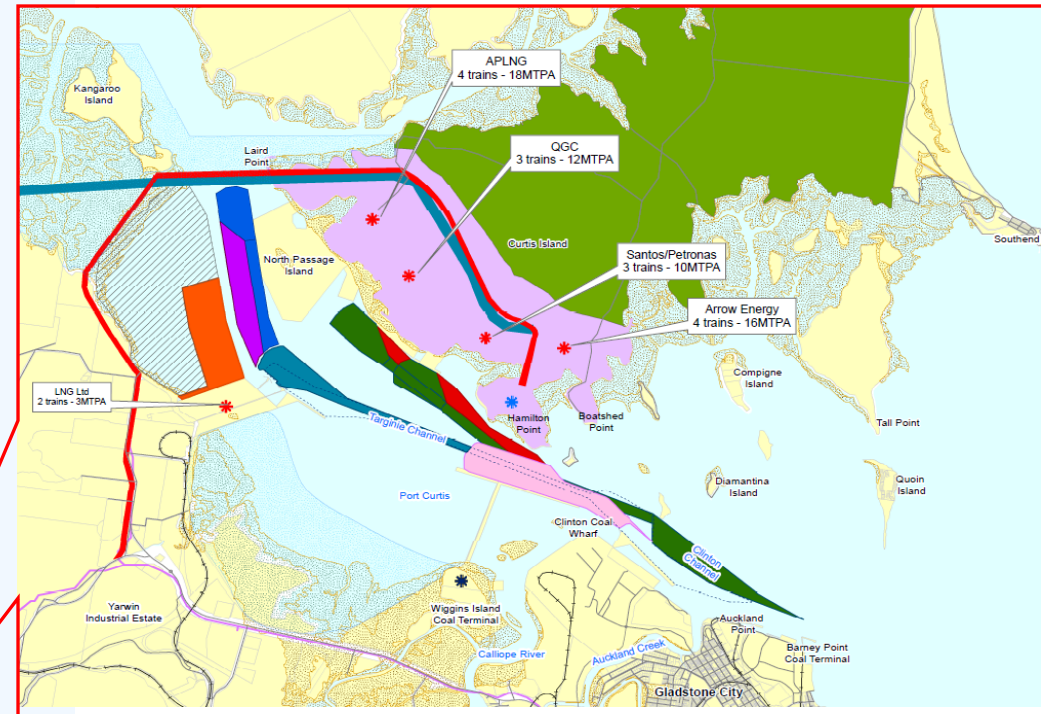 APLNG
4 trains - 18MTPA
Kangaroo
Island
QGC
3 trains - 12MTPA
Laird
Point
Curtis Island
Southend
North Passage
Island
Santos/Petronas
3 trains - 10MTPA
Arrow Energy
4 trains - 16MTPA
Compigne
Island
LNG Ltd
2 trains - 3MTPA
Hamilton
Point
Boatshed
Point
Tall Point
Targinie Channel
Diamantina
Island
Quoin
Island
Port Curtis
Clinton Coal
Wharf
Clinton
Channel
Yarwin
Industrial Estate
Wiggins Island
Coal Terminal
Auckland
Point
Barney Point
Coal Terminal
Calliope River
Auckland Creek
Gladstone City